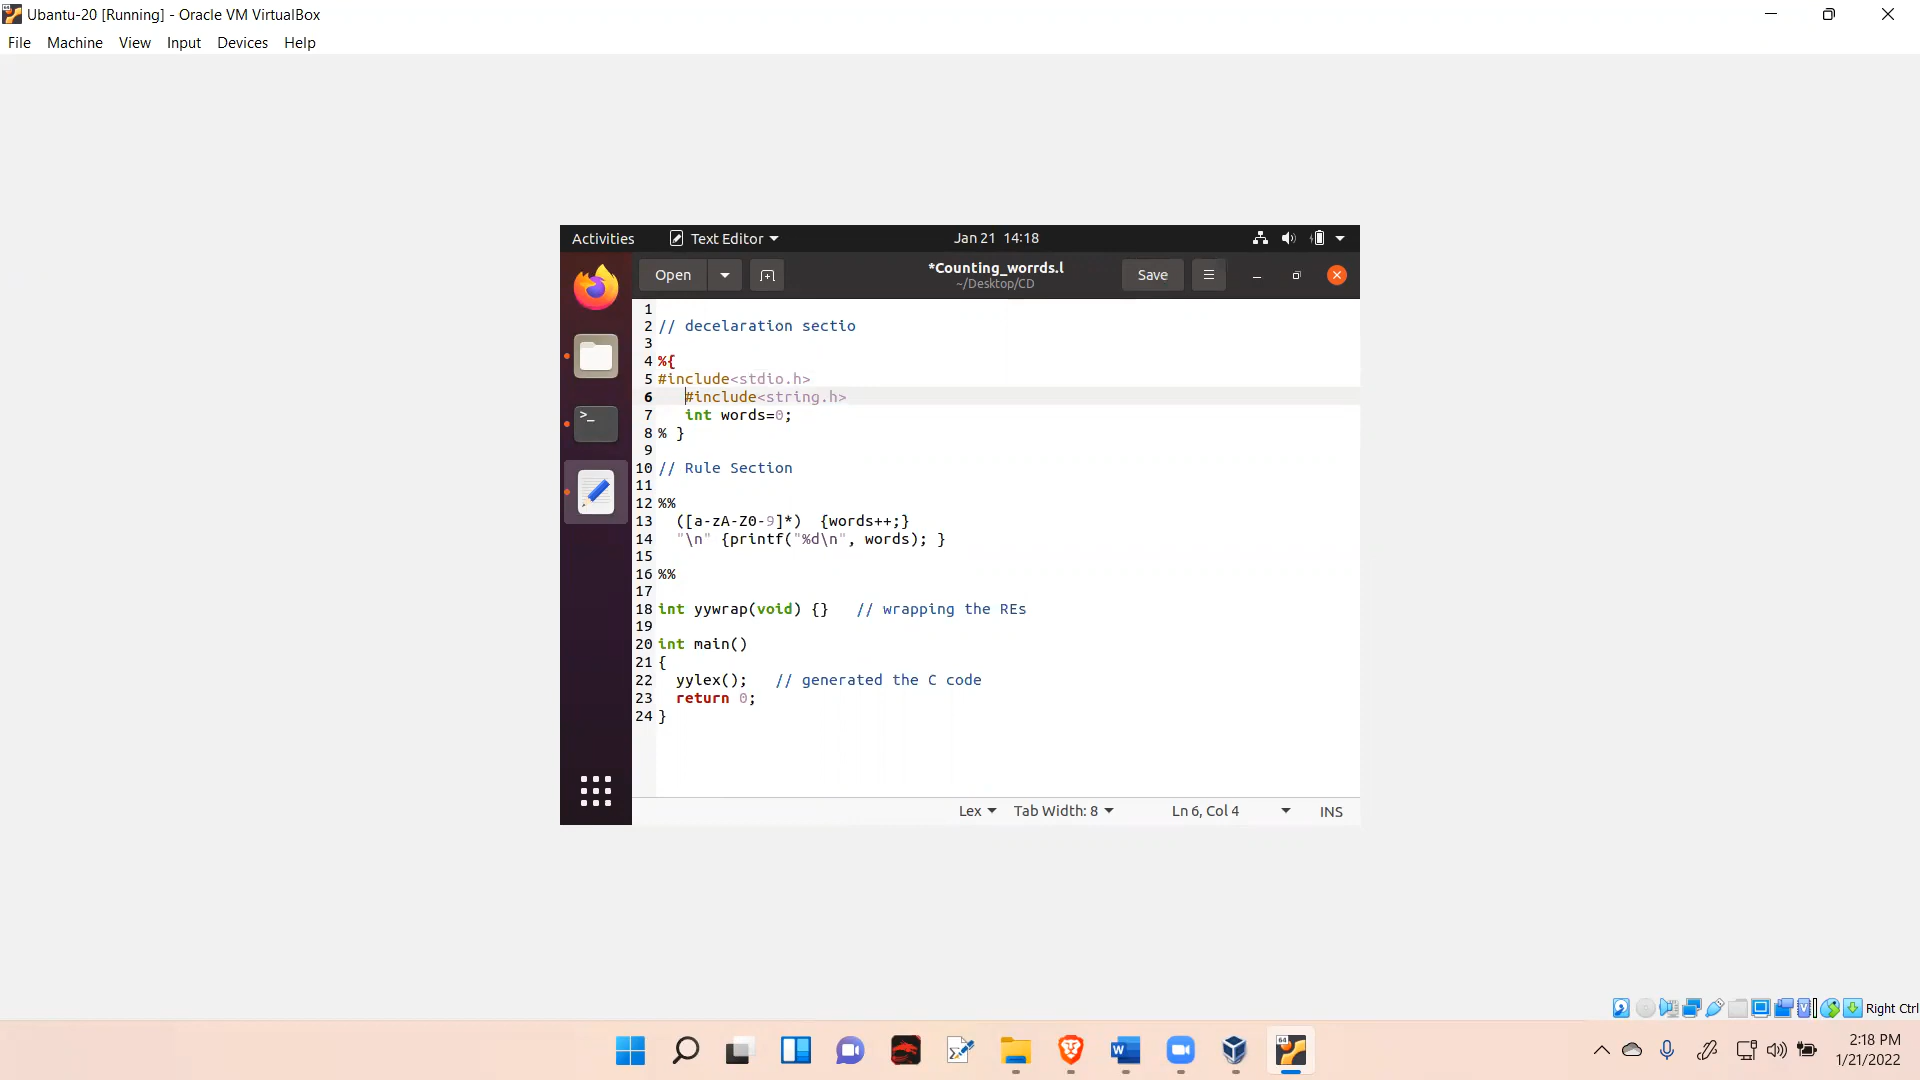 Ubantu-20 [Running] - Oracle VM VirtualBox
File Machine View Input Devices Help
Activities Text Editor Jan 21 14:18
Open *Counting_worrds.l Save
~/Desktop/CD
1
2 // decelaration sectio
3
4 %{
5 #include<stdio.h>
6 #include<string.h>
7 int words=0;
8 % }
9
10 // Rule Section
11
12 %%
13 ([a-zA-Z0-9]*) {words++;}
14 "\n" {printf("%d\n", words); }
15
16 %%
17
18 int yywrap(void) {} // wrapping the REs
19
20 int main()
21 {
22 yylex(); // generated the C code
23 return 0;
24 }
Lex Tab Width: 8 Ln 6, Col 4 INS
Right Ctrl
2:18 PM
1/21/2022